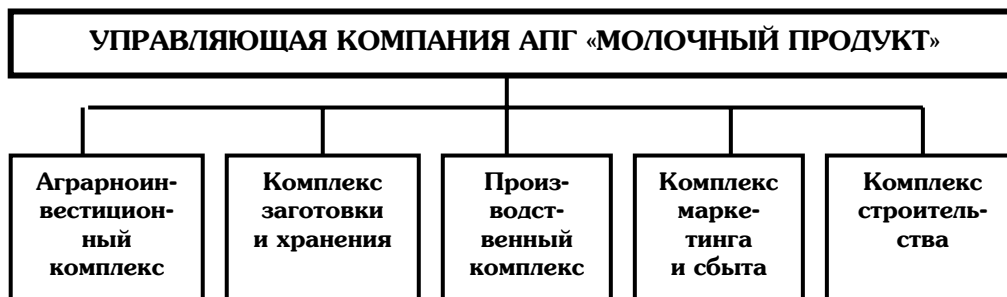 УПРАВЛЯЮЩАЯ КОМПАНИЯ АПГ «МОЛОЧНЫЙ ПРОДУКТ»
Аграрноин-
вестицион-
ный
комплекс
Комплекс
заготовки
и хранения
Произ-
водст-
венный
комплекс
Комплекс
марке-
тинга
и сбыта
Комплекс
строитель-
ства